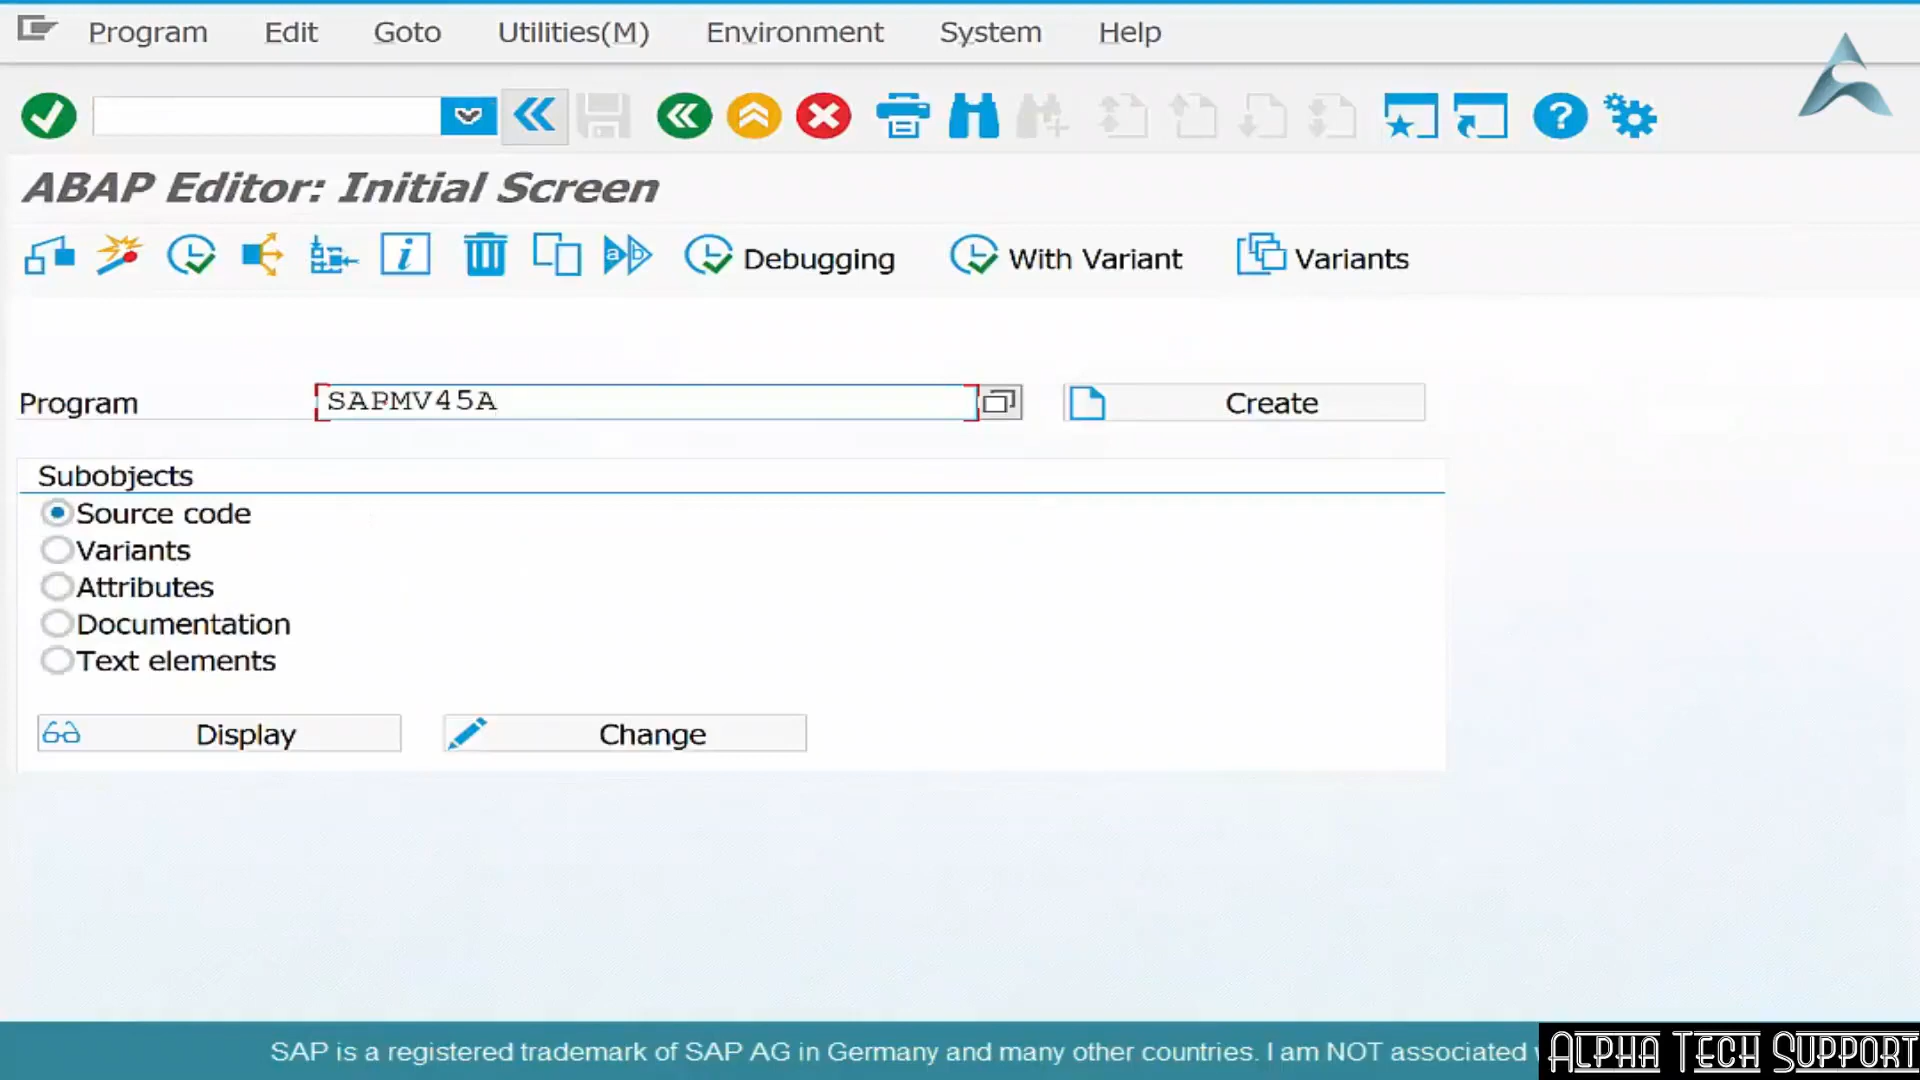 Program Edit Goto Utilities(M) Environment System Help
ABAP Editor: Initial Screen
Debugging With Variant Variants
Program SAPMV45A Create
Subobjects
Source code
Variants
Attributes
Documentation
Text elements
Display Change
SAP is a registered trademark of SAP AG in Germany and many other countries. I am NOT associated
Alpha Tech Support